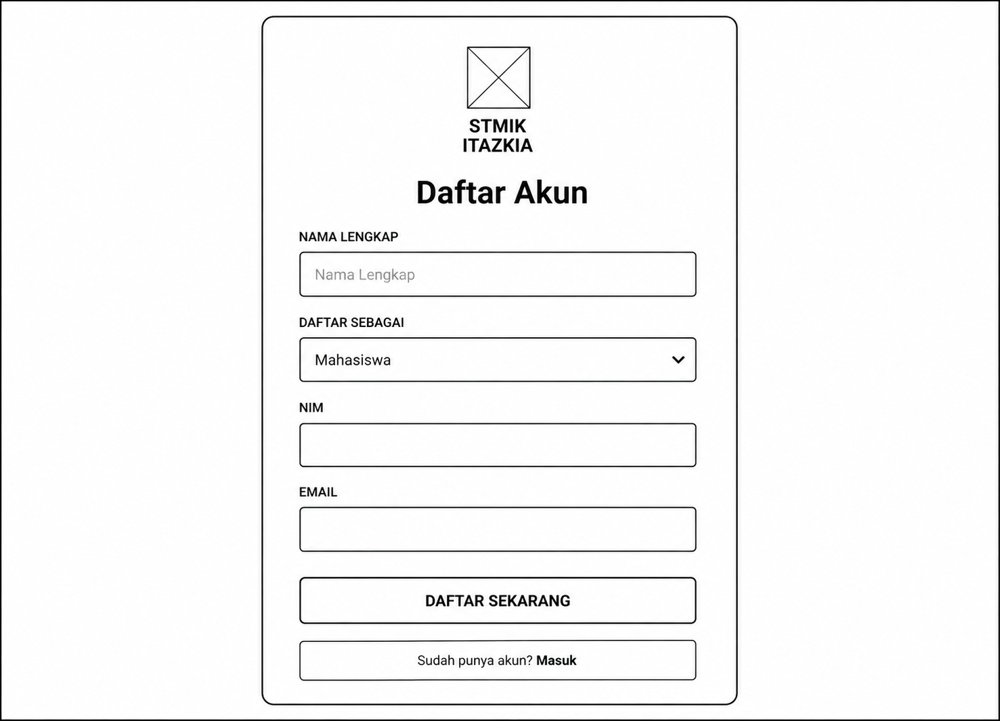 STMIK
ITAZKIA
Daftar Akun
NAMA LENGKAP
Nama Lengkap
DAFTAR SEBAGAI
Mahasiswa
NIM
EMAIL
DAFTAR SEKARANG
Sudah punya akun? Masuk